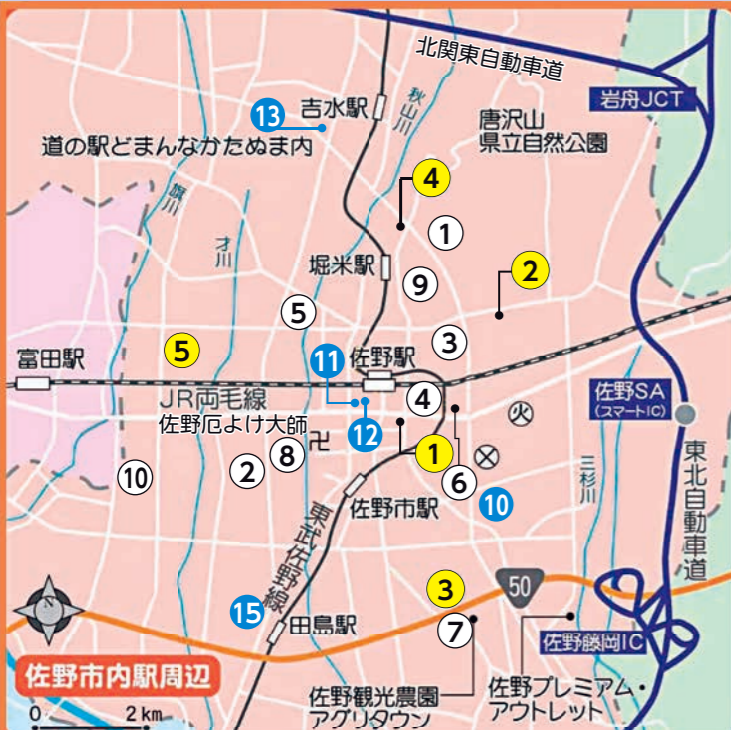 北関東自動車道
岩舟JCT
秋山川
吉水駅
13
唐沢山
県立自然公園
道の駅どまんなかたぬま内
旗川
才川
4
1
堀米駅
9
2
5
3
5
富田駅
11
佐野駅
JR両毛線
4
佐野SA
(スマートIC)
佐野厄よけ大師
卍
12
火
1
8
2
10
6
10
佐野市駅
三杉川
東北自動車道
東武佐野線
3
50
15
田島駅
7
佐野藤岡IC
N
佐野市内駅周辺
佐野観光農園
アグリタウン
佐野プレミアム・
アウトレット
0 2km